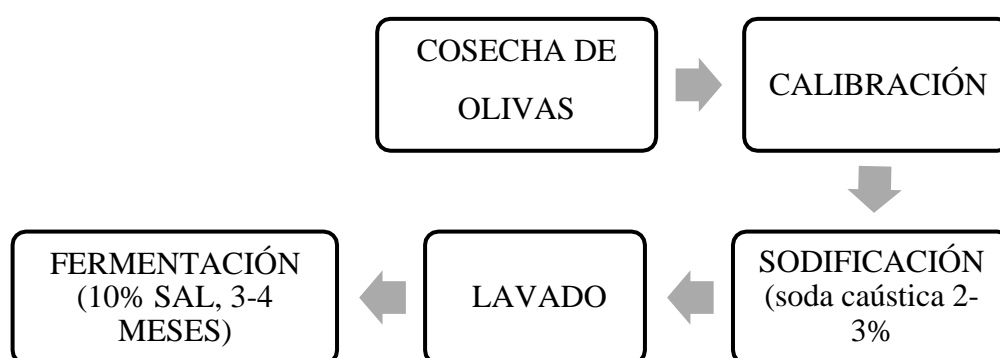 COSECHA DE
OLIVAS
CALIBRACIÓN
SODIFICACIÓN
(soda caústica 2-
3%
LAVADO
FERMENTACIÓN
(10% SAL, 3-4
MESES)